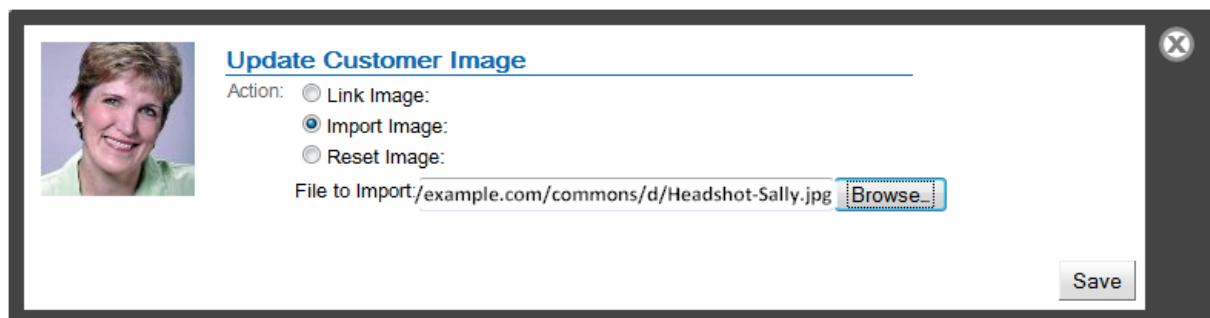 Update Customer Image
Action:
Link Image:
Import Image:
Reset Image:
File to Import: /example.com/commons/d/Headshot-Sally.jpg Browse...
Save